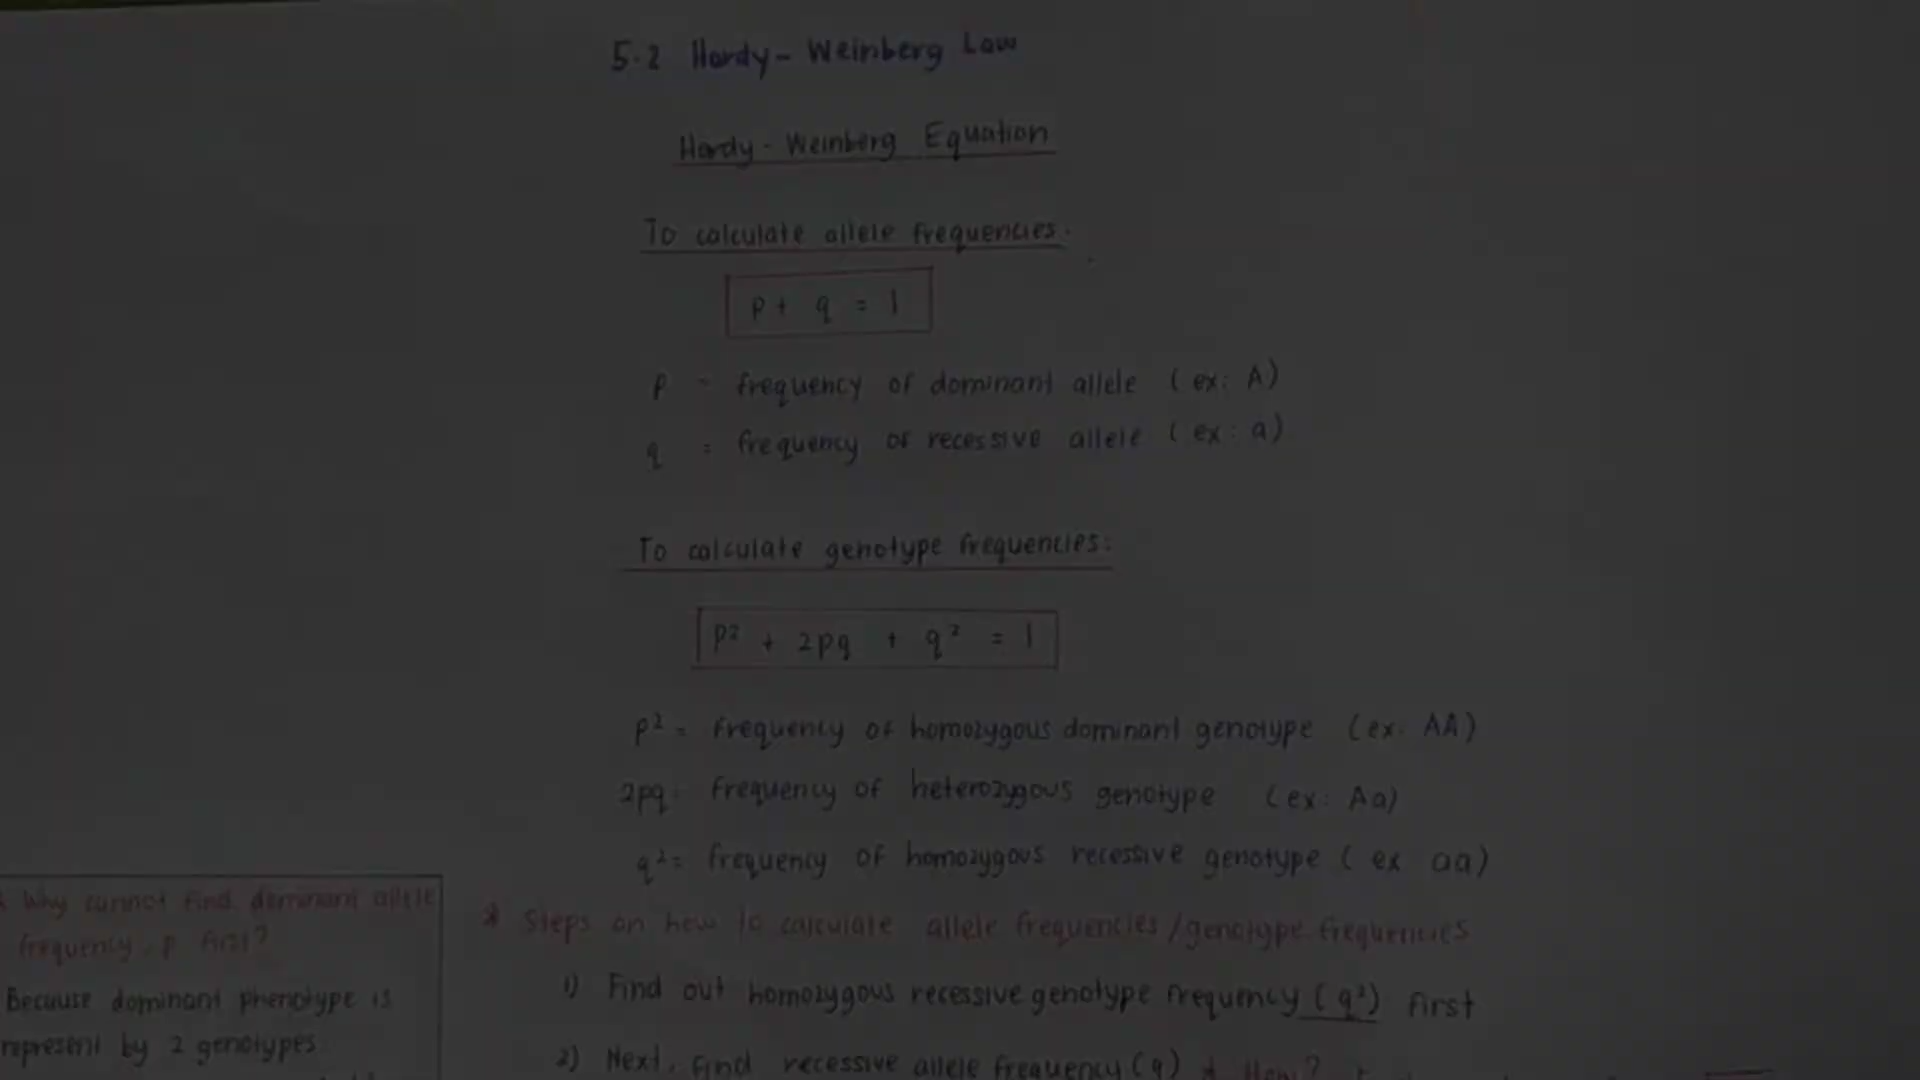 5.2 Hardy - Weinberg Law
Hardy - Weinberg Equation
To calculate allele frequencies.
p + q = 1
p = frequency of dominant allele (ex: A)
q = frequency of recessive allele (ex: a)
To calculate genotype frequencies:
p² + 2pq + q² = 1
p² = frequency of homozygous dominant genotype (ex: AA)
2pq = frequency of heterozygous genotype (ex: Aa)
q² = frequency of homozygous recessive genotype (ex aa)
Why cannot find dominant allele
frequency, p first?
Because dominant phenotype is
represent by 2 genotypes
* Steps on how to calculate allele frequencies/genotype frequencies
1) Find out homozygous recessive genotype frequency (q²) first
2) Next, find recessive allele frequency (q) * How?